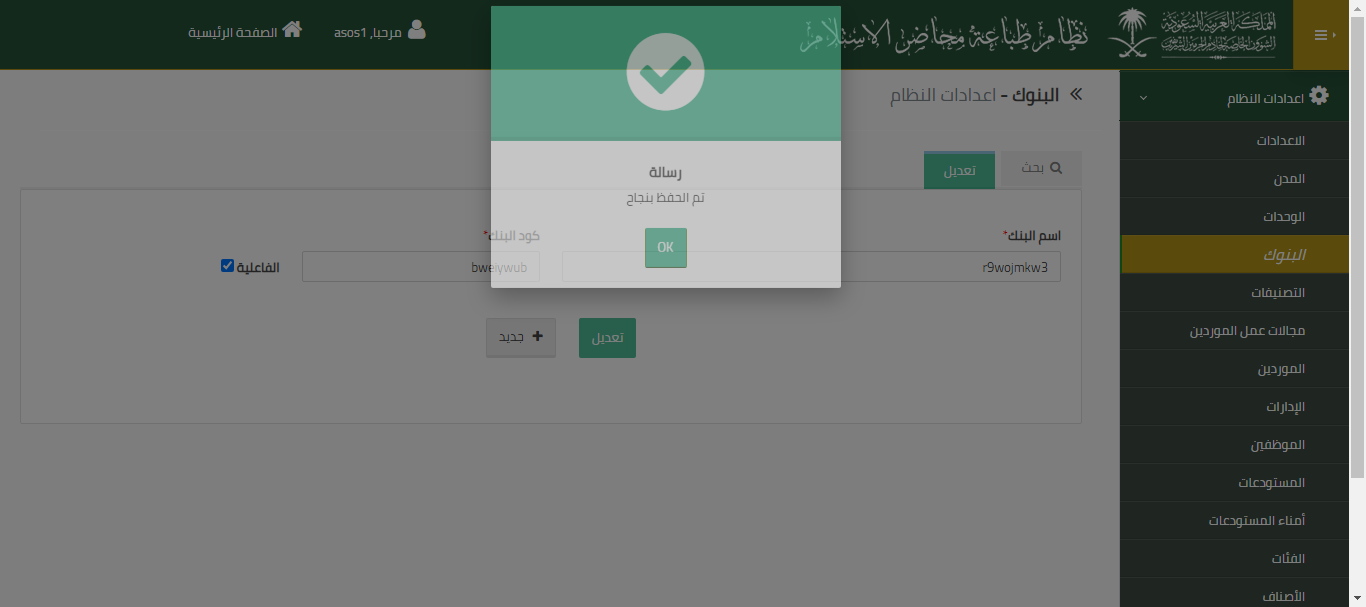 المملكة العربية السعودية
الشؤون الخاصة لخادم الحرمين الشريفين
نظام طباعة محاضر الاستلام
مرحبا, asos1
الصفحة الرئيسية
اعدادات النظام
الاعدادات
المدن
الوحدات
البنوك
التصنيفات
مجالات عمل الموردين
الموردين
الإدارات
الموظفين
المستودعات
أمناء المستودعات
الفئات
الأصناف
البنوك - اعدادات النظام
بحث
تعديل
اسم البنك*
كود البنك*
r9wojmkw3
bweiywub
الفاعلية
تعديل
جديد
رسالة
تم الحفظ بنجاح
OK